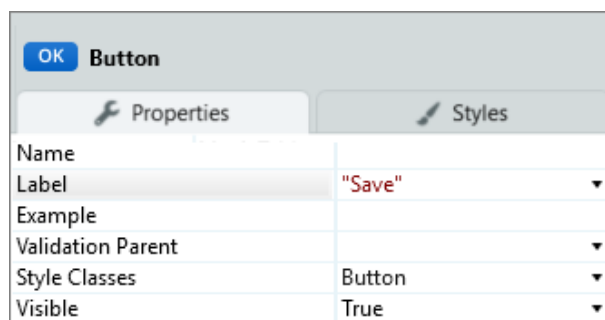 OK Button
Properties Styles
Name
Label "Save"
Example
Validation Parent
Style Classes Button
Visible True